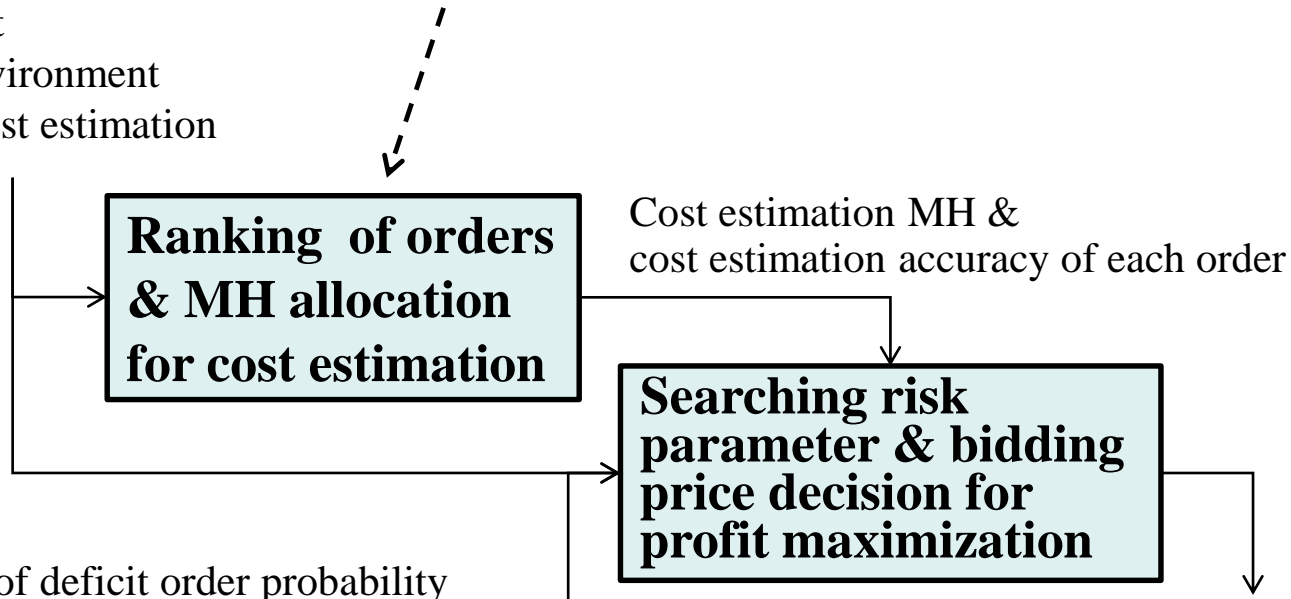 vironment
st estimation
Ranking of orders
& MH allocation
for cost estimation
Cost estimation MH &
cost estimation accuracy of each order
Searching risk
parameter & bidding
price decision for
profit maximization
of deficit order probability